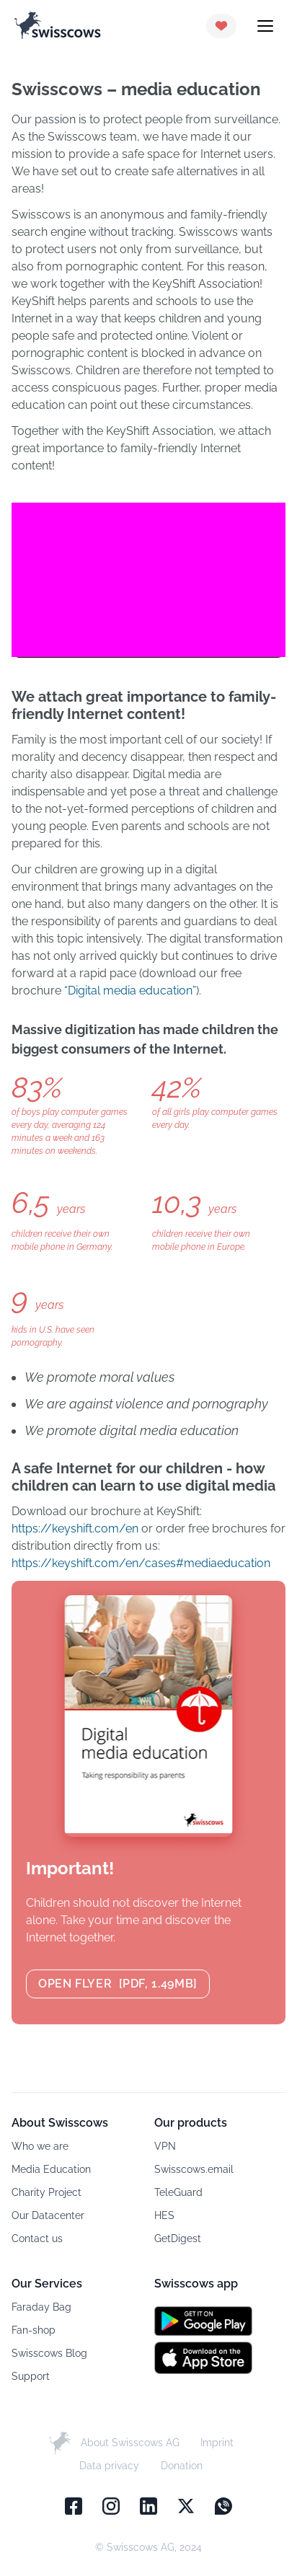 swisscows
Swisscows – media education
Our passion is to protect people from surveillance.
As the Swisscows team, we have made it our
mission to provide a safe space for Internet users.
We have set out to create safe alternatives in all
areas!
Swisscows is an anonymous and family-friendly
search engine without tracking. Swisscows wants
to protect users not only from surveillance, but
also from pornographic content. For this reason,
we work together with the KeyShift Association!
KeyShift helps parents and schools to use the
Internet in a way that keeps children and young
people safe and protected online. Violent or
pornographic content is blocked in advance on
Swisscows. Children are therefore not tempted to
access conspicuous pages. Further, proper media
education can point out these circumstances.
Together with the KeyShift Association, we attach
great importance to family-friendly Internet
content!
We attach great importance to family-
friendly Internet content!
Family is the most important cell of our society! If
morality and decency disappear, then respect and
charity also disappear. Digital media are
indispensable and yet pose a threat and challenge
to the not-yet-formed perceptions of children and
young people. Even parents and schools are not
prepared for this.
Our children are growing up in a digital
environment that brings many advantages on the
one hand, but also many dangers on the other. It is
the responsibility of parents and guardians to deal
with this topic intensively. The digital transformation
has not only arrived quickly but continues to drive
forward at a rapid pace (download our free
brochure “Digital media education”).
Massive digitization has made children the
biggest consumers of the Internet.
83%
of boys play computer games
every day, averaging 124
minutes a week and 163
minutes on weekends.
42%
of all girls play computer games
every day.
6,5 years
children receive their own
mobile phone in Germany.
10,3 years
children receive their own
mobile phone in Europe.
9 years
kids in U.S. have seen
pornography.
We promote moral values
We are against violence and pornography
We promote digital media education
A safe Internet for our children - how
children can learn to use digital media
Download our brochure at KeyShift:
https://keyshift.com/en or order free brochures for
distribution directly from us:
https://keyshift.com/en/cases#mediaeducation
Digital
media education
Taking responsibility as parents
swisscows
Important!
Children should not discover the Internet
alone. Take your time and discover the
Internet together.
OPEN FLYER [PDF, 1.49MB]
About Swisscows
Who we are
Media Education
Charity Project
Our Datacenter
Contact us
Our products
VPN
Swisscows.email
TeleGuard
HES
GetDigest
Our Services
Faraday Bag
Fan-shop
Swisscows Blog
Support
Swisscows app
GET IT ON
Google Play
Download on the
App Store
About Swisscows AG Imprint
Data privacy Donation
© Swisscows AG, 2024